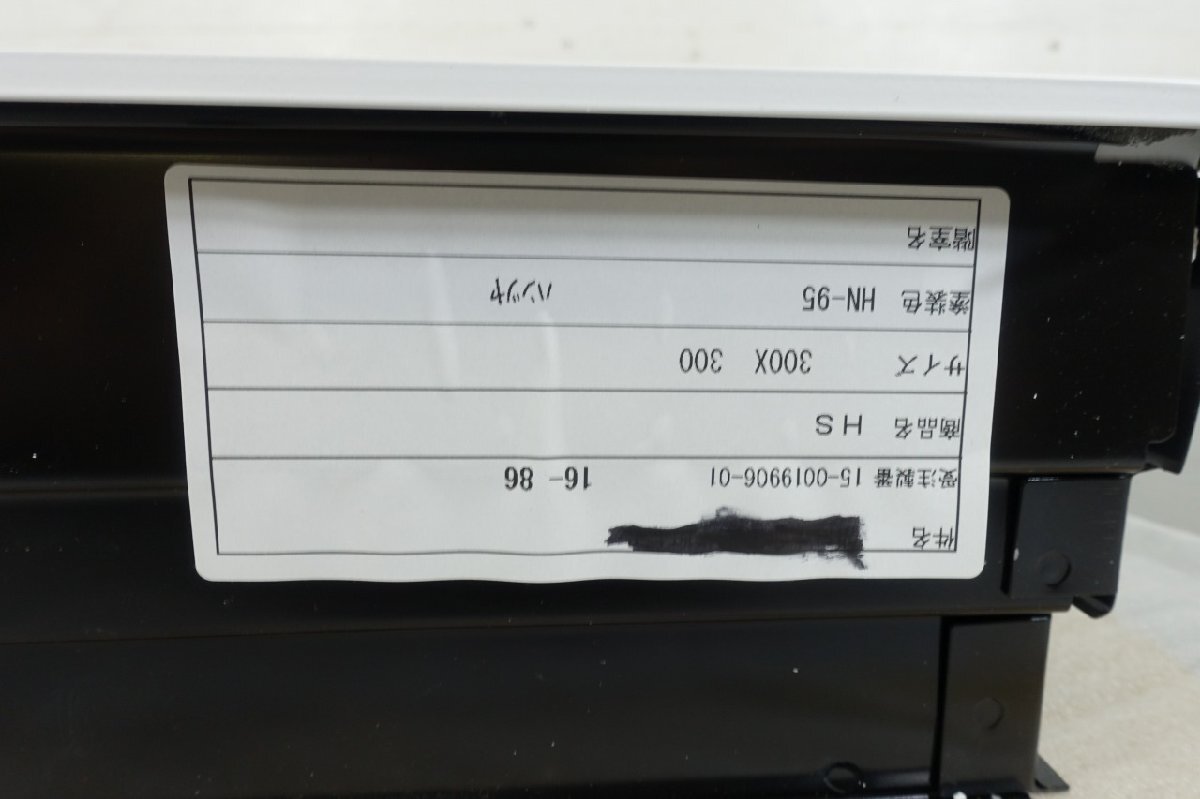 件名
受注製番 15-0019906-01 16- 86
商品名 HS
サイズ 300X 300
塗装色 HN-95 ハンツヤ
階室名